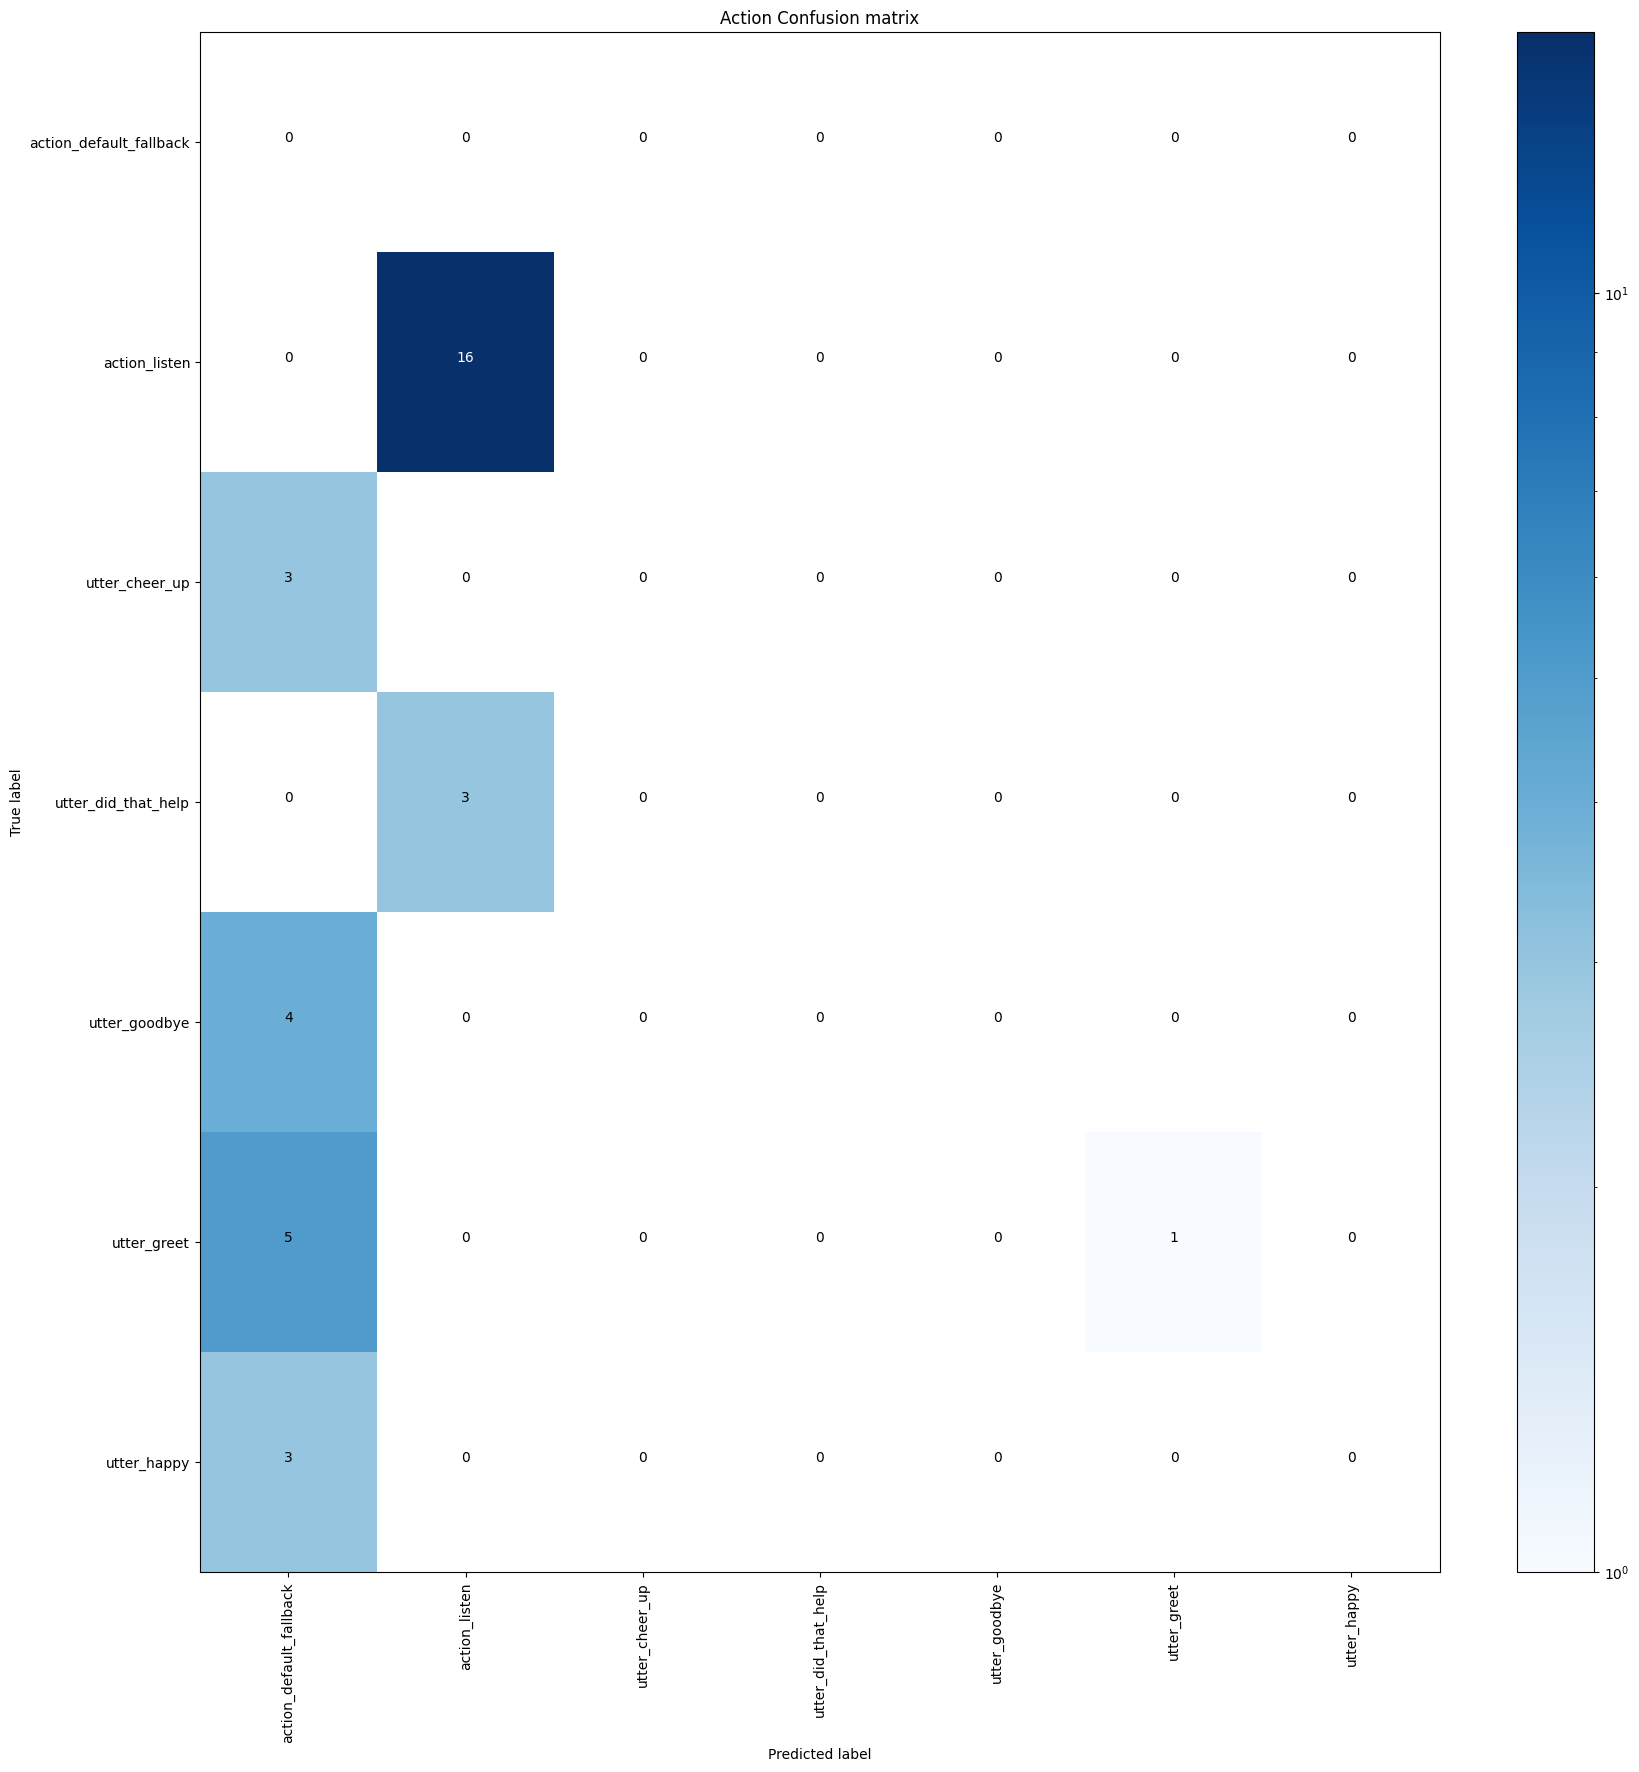 Action Confusion matrix
action_default_fallback 0 0 0 0 0 0 0
action_listen 0 16 0 0 0 0 0
utter_cheer_up 3 0 0 0 0 0 0
utter_did_that_help 0 3 0 0 0 0 0
utter_goodbye 4 0 0 0 0 0 0
utter_greet 5 0 0 0 0 1 0
utter_happy 3 0 0 0 0 0 0
True label
action_default_fallback
action_listen
utter_cheer_up
utter_did_that_help
utter_goodbye
utter_greet
utter_happy
Predicted label
10¹
10⁰